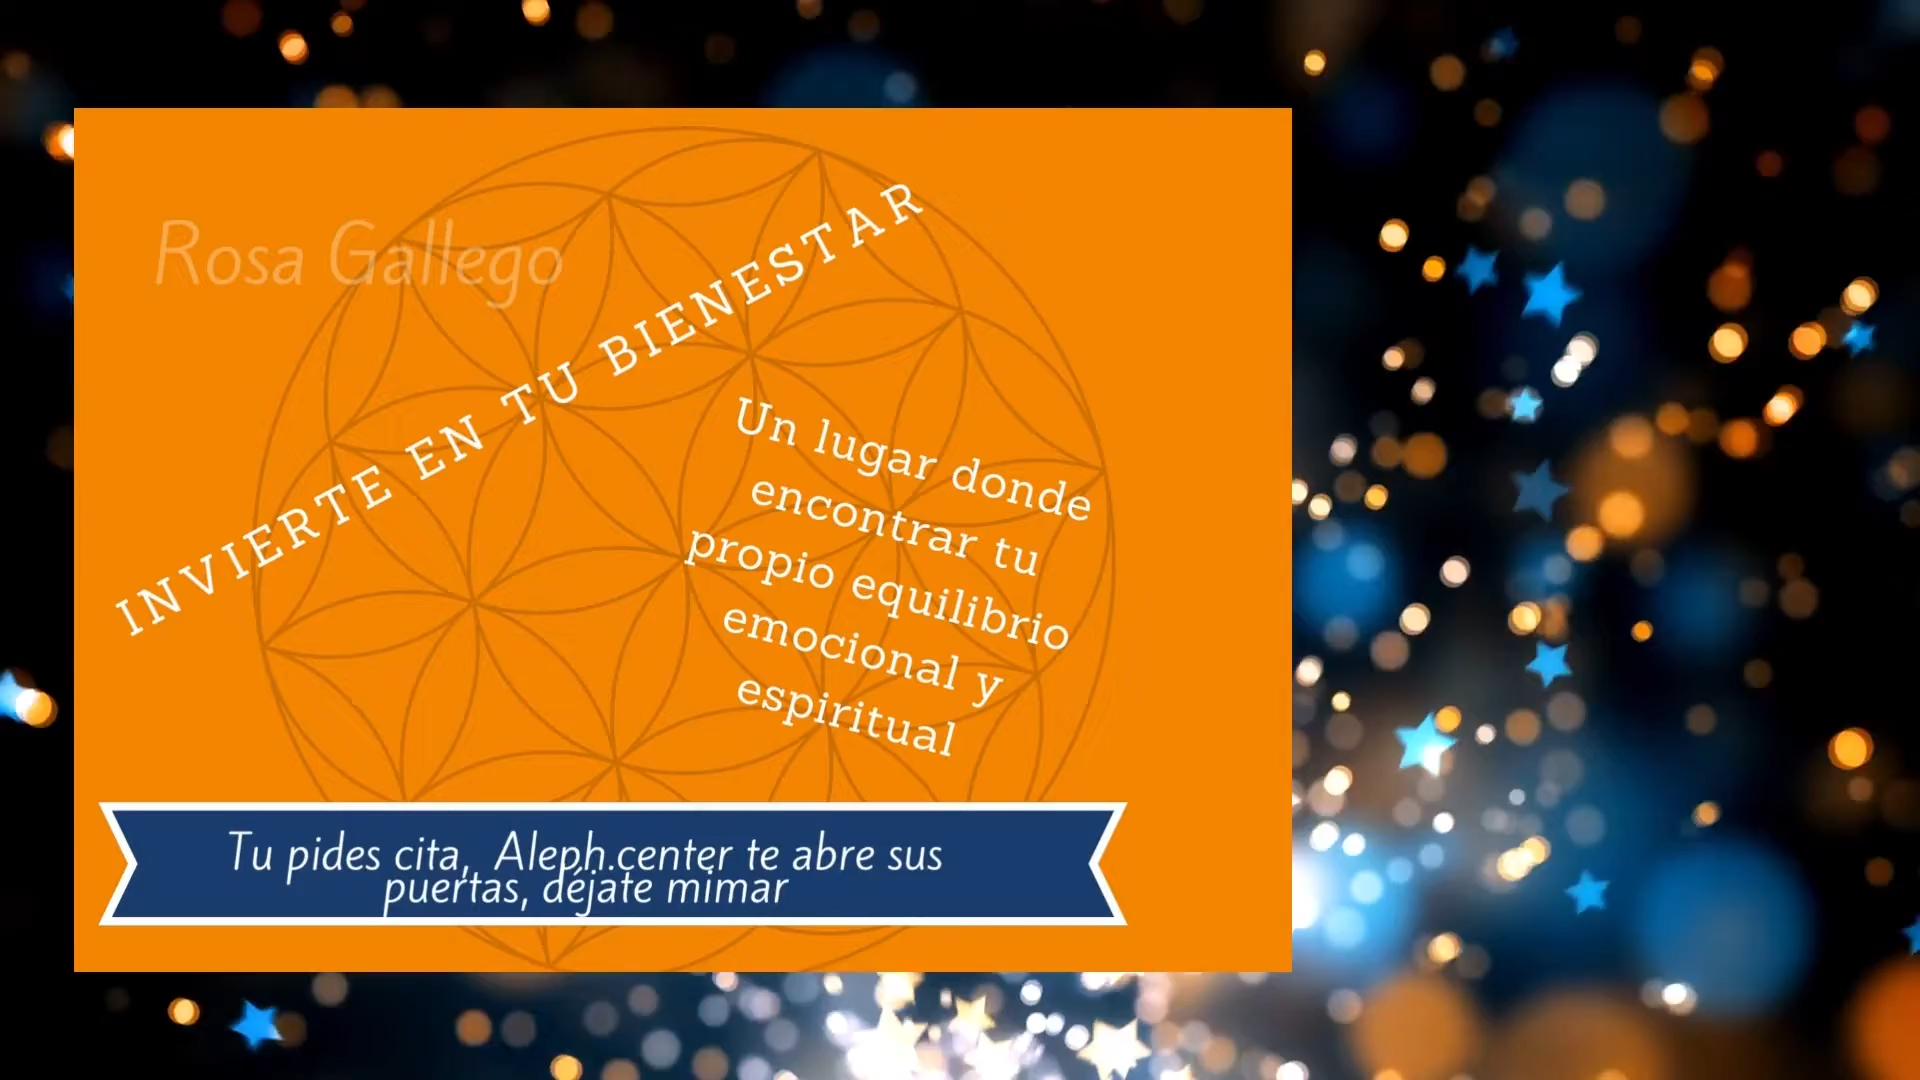 Rosa Gallego
INVIERTE EN TU BIENESTAR
Un lugar donde
encontrar tu
propio equilibrio
emocional y
espiritual
Tu pides cita, Aleph.center te abre sus
puertas, déjate mimar